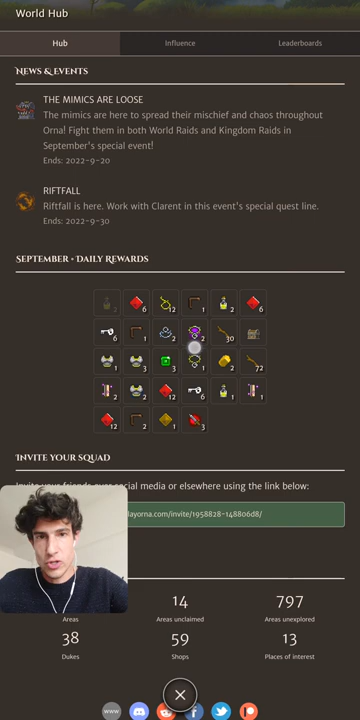 World Hub
Hub
Influence
Leaderboards
News & Events
THE MIMICS ARE LOOSE
The mimics are here to spread their mischief and chaos throughout
Orna! Fight them in both World Raids and Kingdom Raids in
September's special event!
Ends: 2022-9-20
RIFTFALL
Riftfall is here. Work with Clarent in this event's special quest line.
Ends: 2022-9-30
September - Daily Rewards
2 6 12 1 2 6
6 1 2 2 30
1 3 3 1 2 72
2 2 12 6 1 1
12 2 1 3
Invite Your Squad
Invite your friends over social media or elsewhere using the link below:
layorna.com/invite/1958828-148806d8/
14
797
Areas
Areas unclaimed
Areas unexplored
38
59
13
Dukes
Shops
Places of interest
www